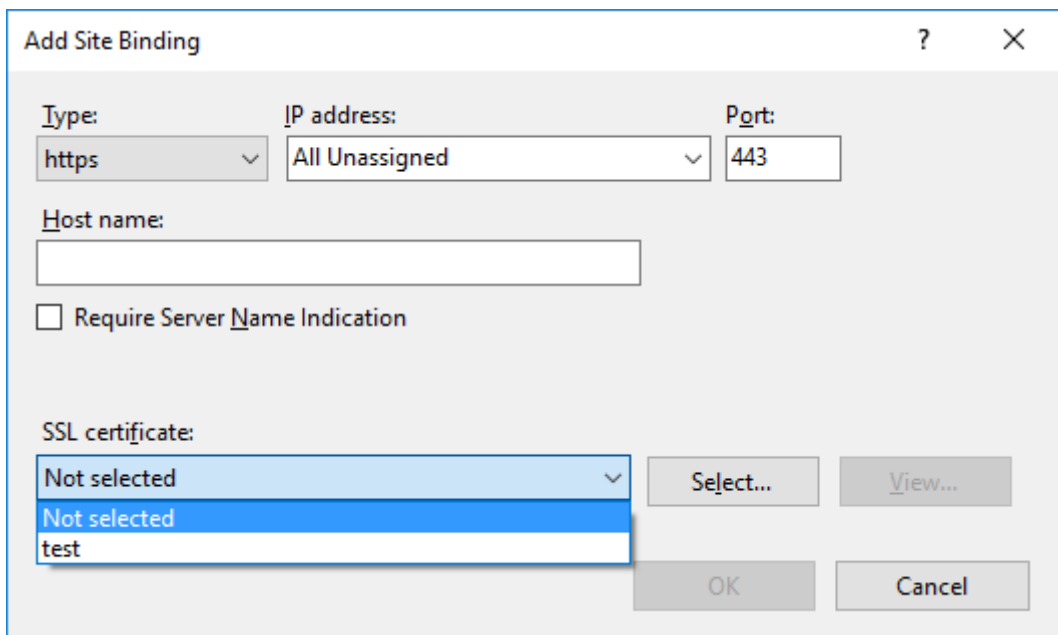 Add Site Binding ?
Type: IP address: Port:
https All Unassigned 443
Host name:
Require Server Name Indication
SSL certificate:
Not selected Select... View...
Not selected
test
OK Cancel